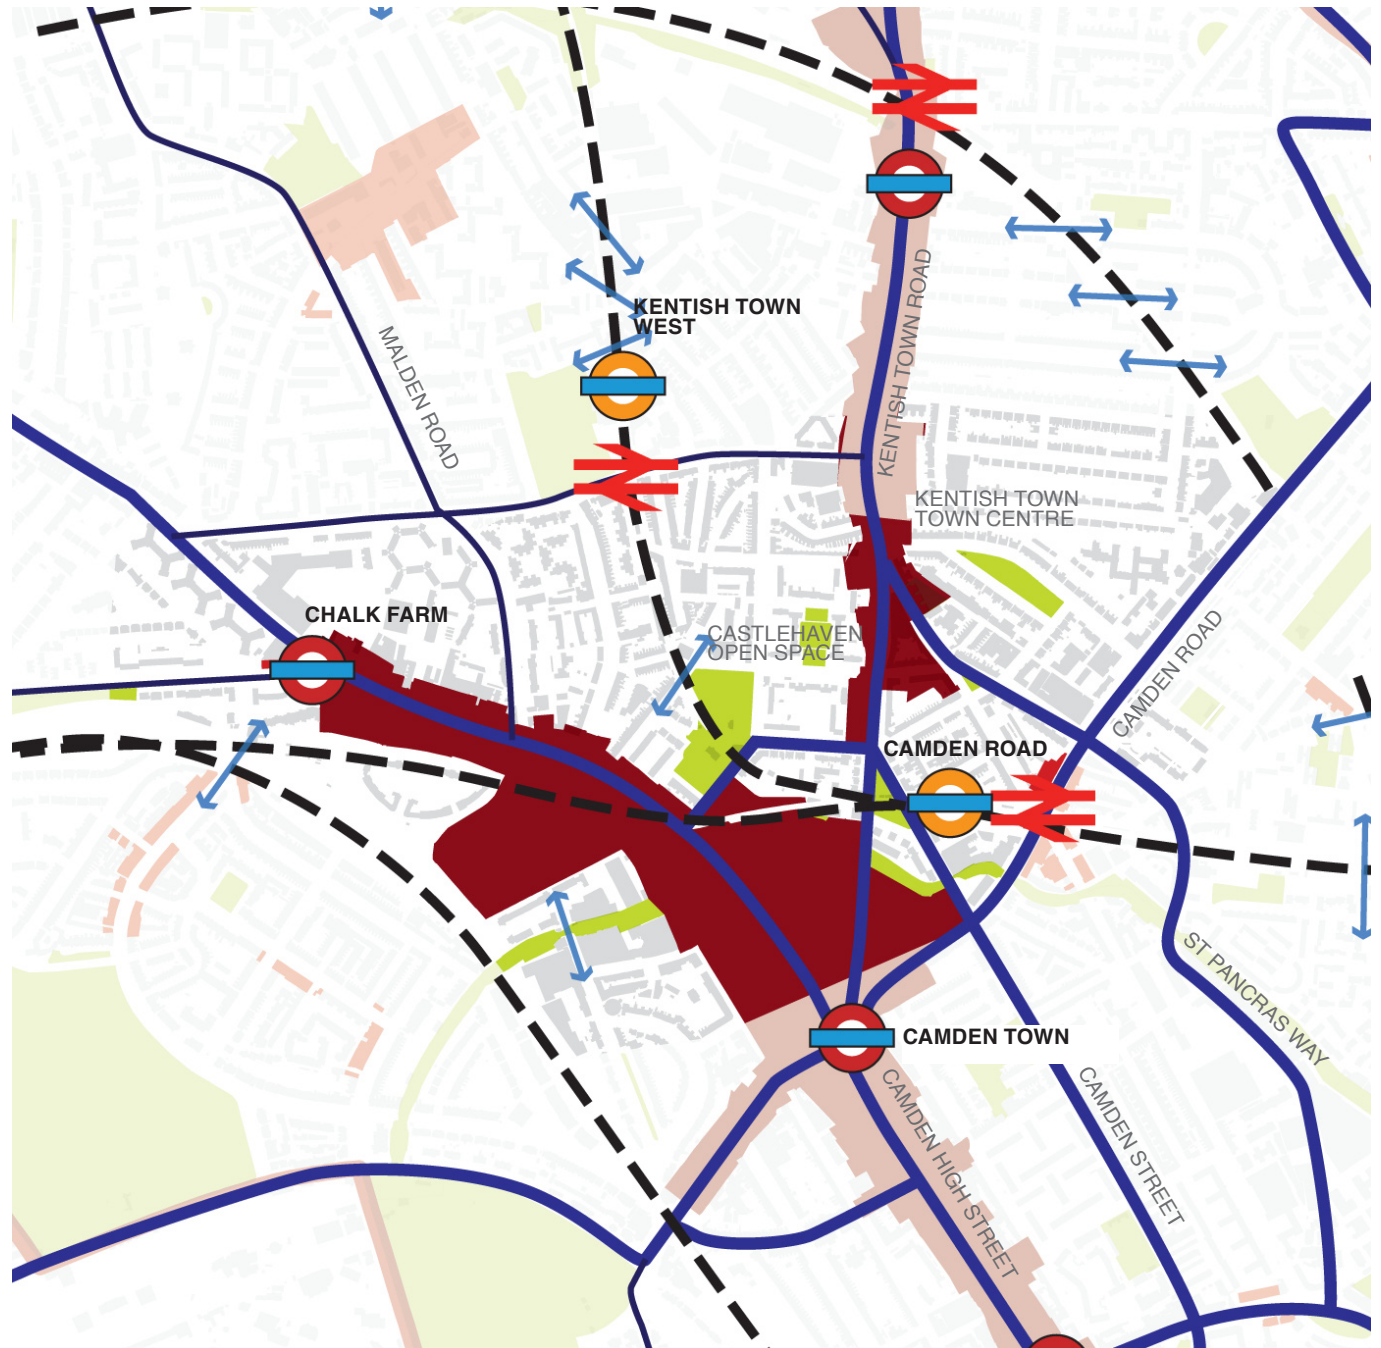 KENTISH TOWN
WEST
KENTISH TOWN ROAD
MALDEN ROAD
KENTISH TOWN
TOWN CENTRE
CHALK FARM
CASTLEHAVEN
OPEN SPACE
CAMDEN ROAD
CAMDEN ROAD
ST PANCRAS WAY
CAMDEN TOWN
CAMDEN HIGH STREET
CAMDEN STREET